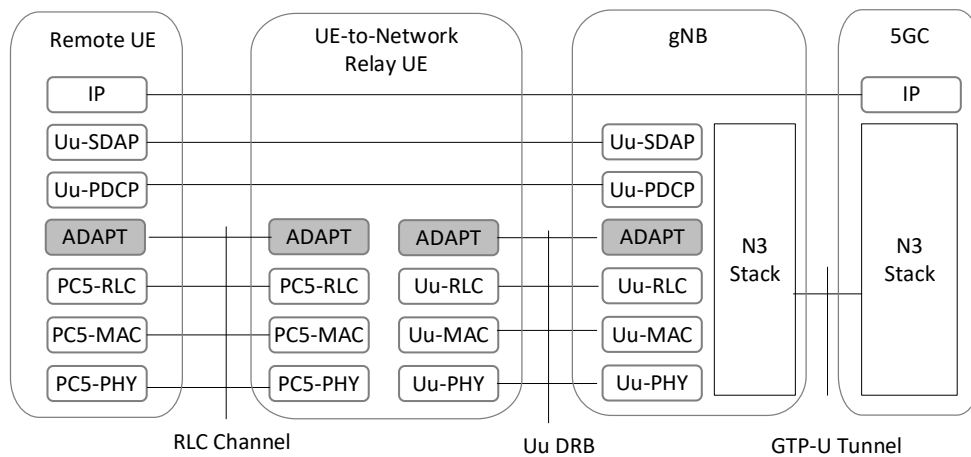 Remote UE
UE-to-Network
Relay UE
gNB
5GC
IP
IP
Uu-SDAP
Uu-SDAP
Uu-PDCP
Uu-PDCP
ADAPT
ADAPT
ADAPT
ADAPT
N3
Stack
N3
Stack
PC5-RLC
PC5-RLC
Uu-RLC
Uu-RLC
PC5-MAC
PC5-MAC
Uu-MAC
Uu-MAC
PC5-PHY
PC5-PHY
Uu-PHY
Uu-PHY
RLC Channel
Uu DRB
GTP-U Tunnel